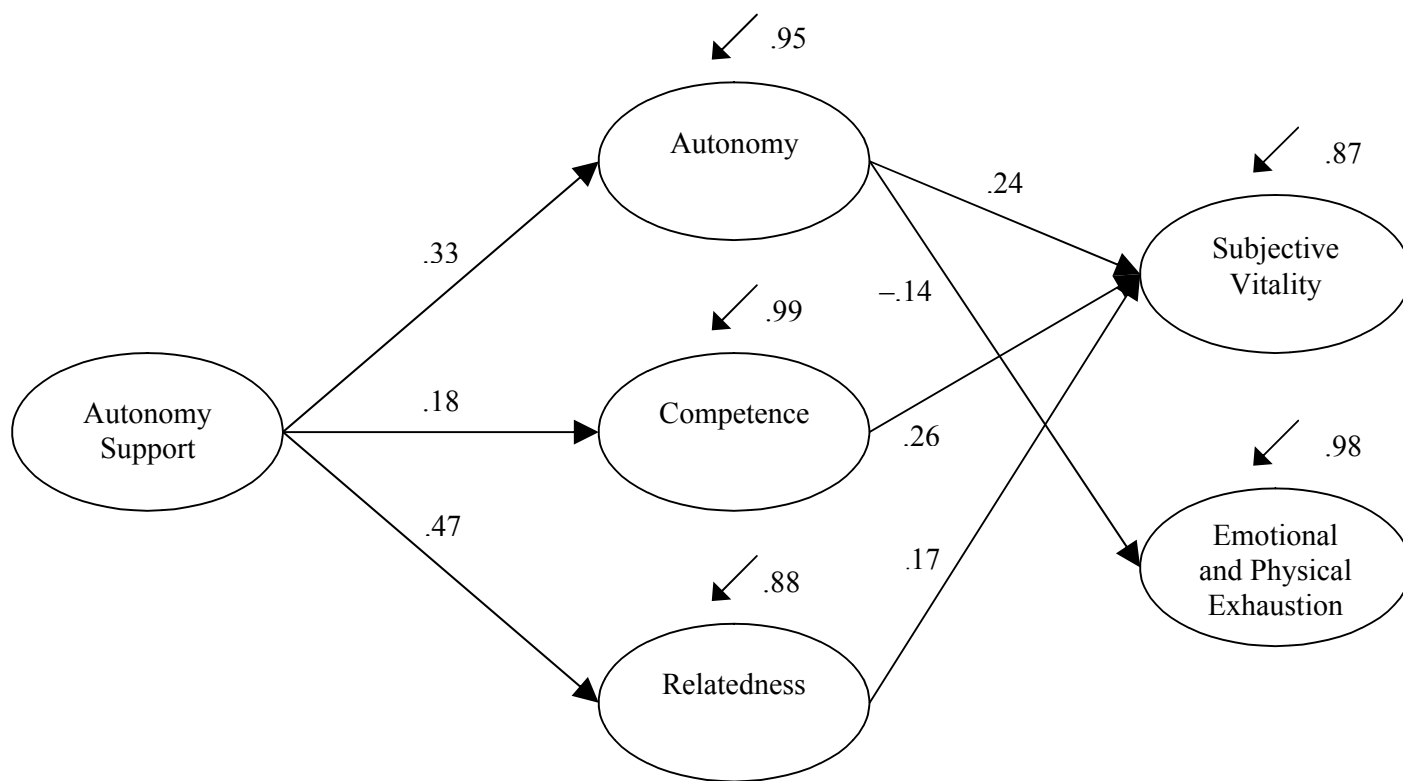 .95
Autonomy
.87
.24
Subjective
Vitality
.33
–.14
.99
.18
Competence
Autonomy
Support
.26
.98
.47
.17
Emotional
and Physical
Exhaustion
.88
Relatedness